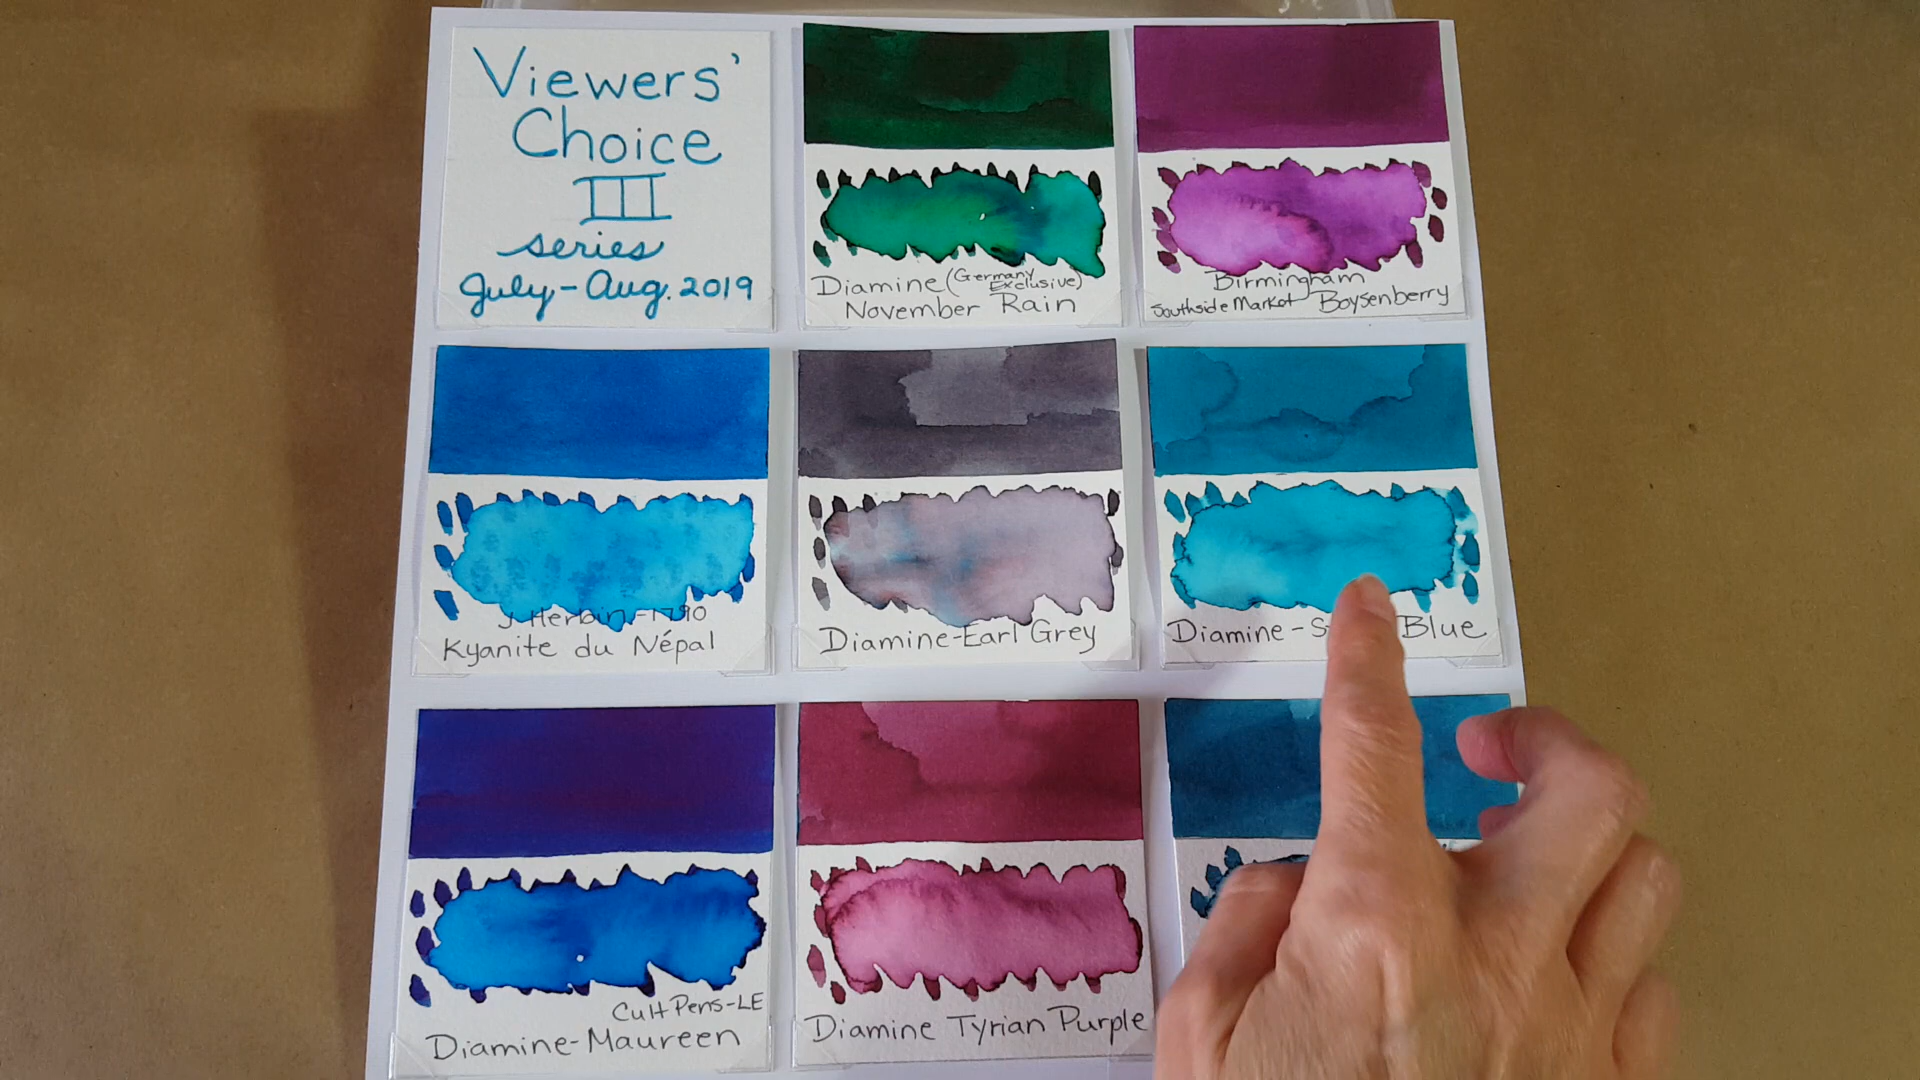 Viewers'
Choice
III
series
July-Aug. 2019
Diamine (Germany Exclusive)
November Rain
Birmingham
Southside Market Boysenberry
J Herbin-1790
Kyanite du Népal
Diamine-Earl Grey
Diamine - Blue
Cult Pens-LE
Diamine-Maureen
Diamine Tyrian Purple